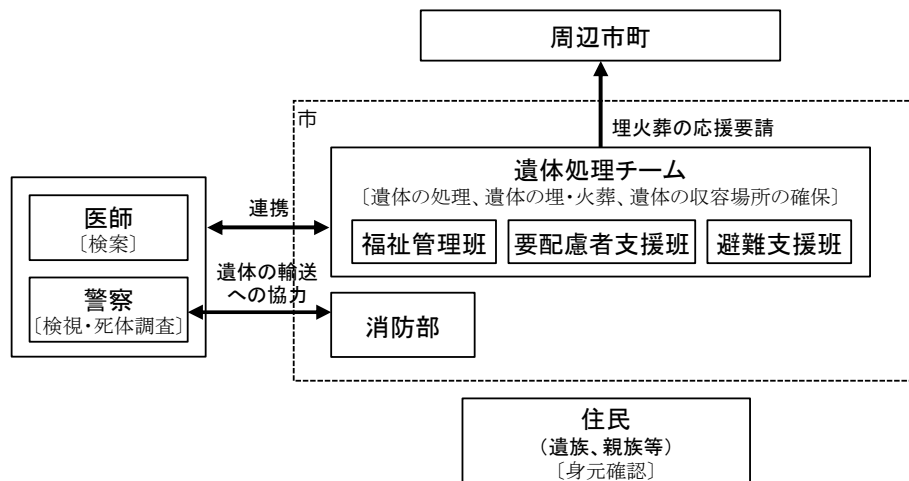 周辺市町
市
埋火葬の応援要請
遺体処理チーム
〔遺体の処理、遺体の埋・火葬、遺体の収容場所の確保〕
福祉管理班
要配慮者支援班
避難支援班
連携
医師
〔検案〕
遺体の輸送
への協力
警察
〔検視・死体調査〕
消防部
住民
(遺族、親族等)
〔身元確認〕